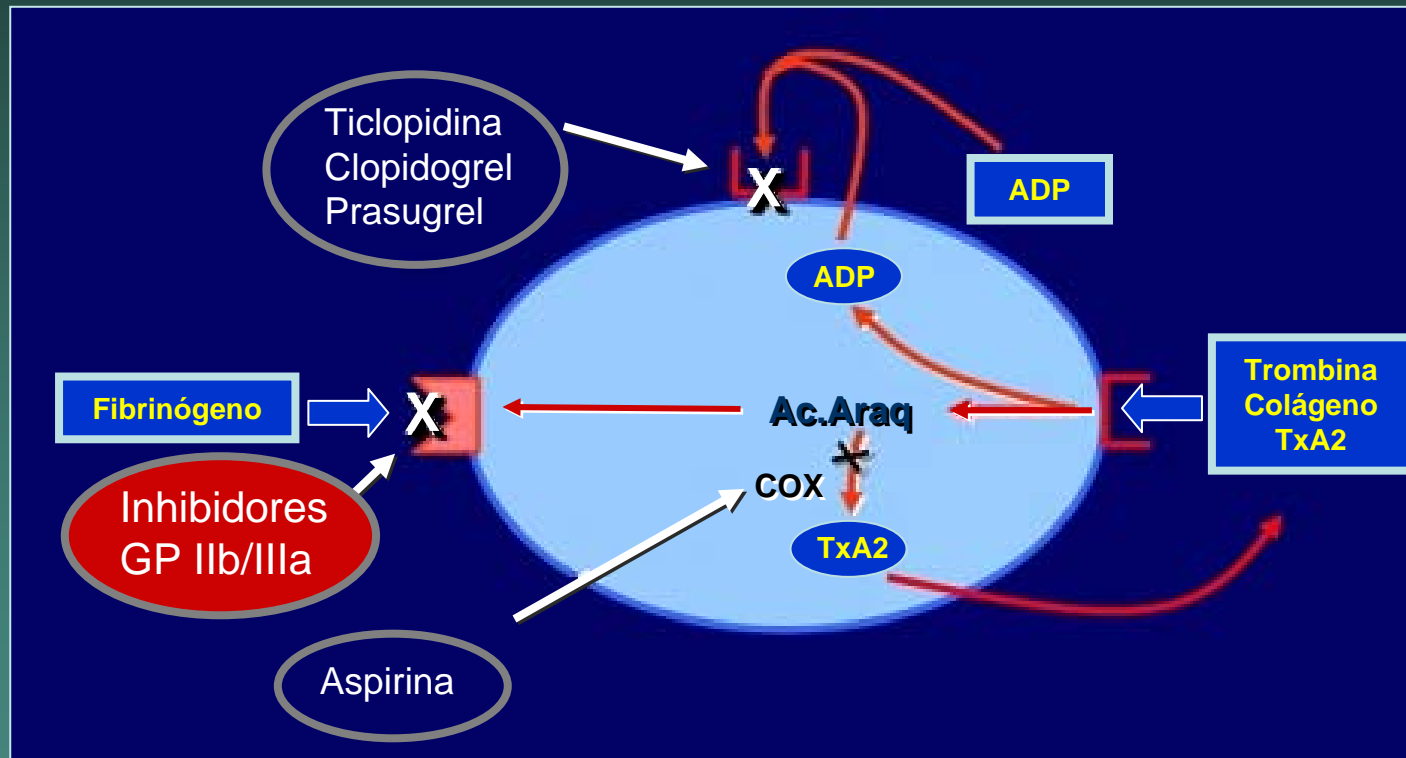 Ticlopidina
Clopidogrel
Prasugrel
X
ADP
ADP
Fibrinógeno
X
Ac.Araq
Trombina
Colágeno
TxA2
Inhibidores
GP IIb/IIIa
COX
TxA2
Aspirina